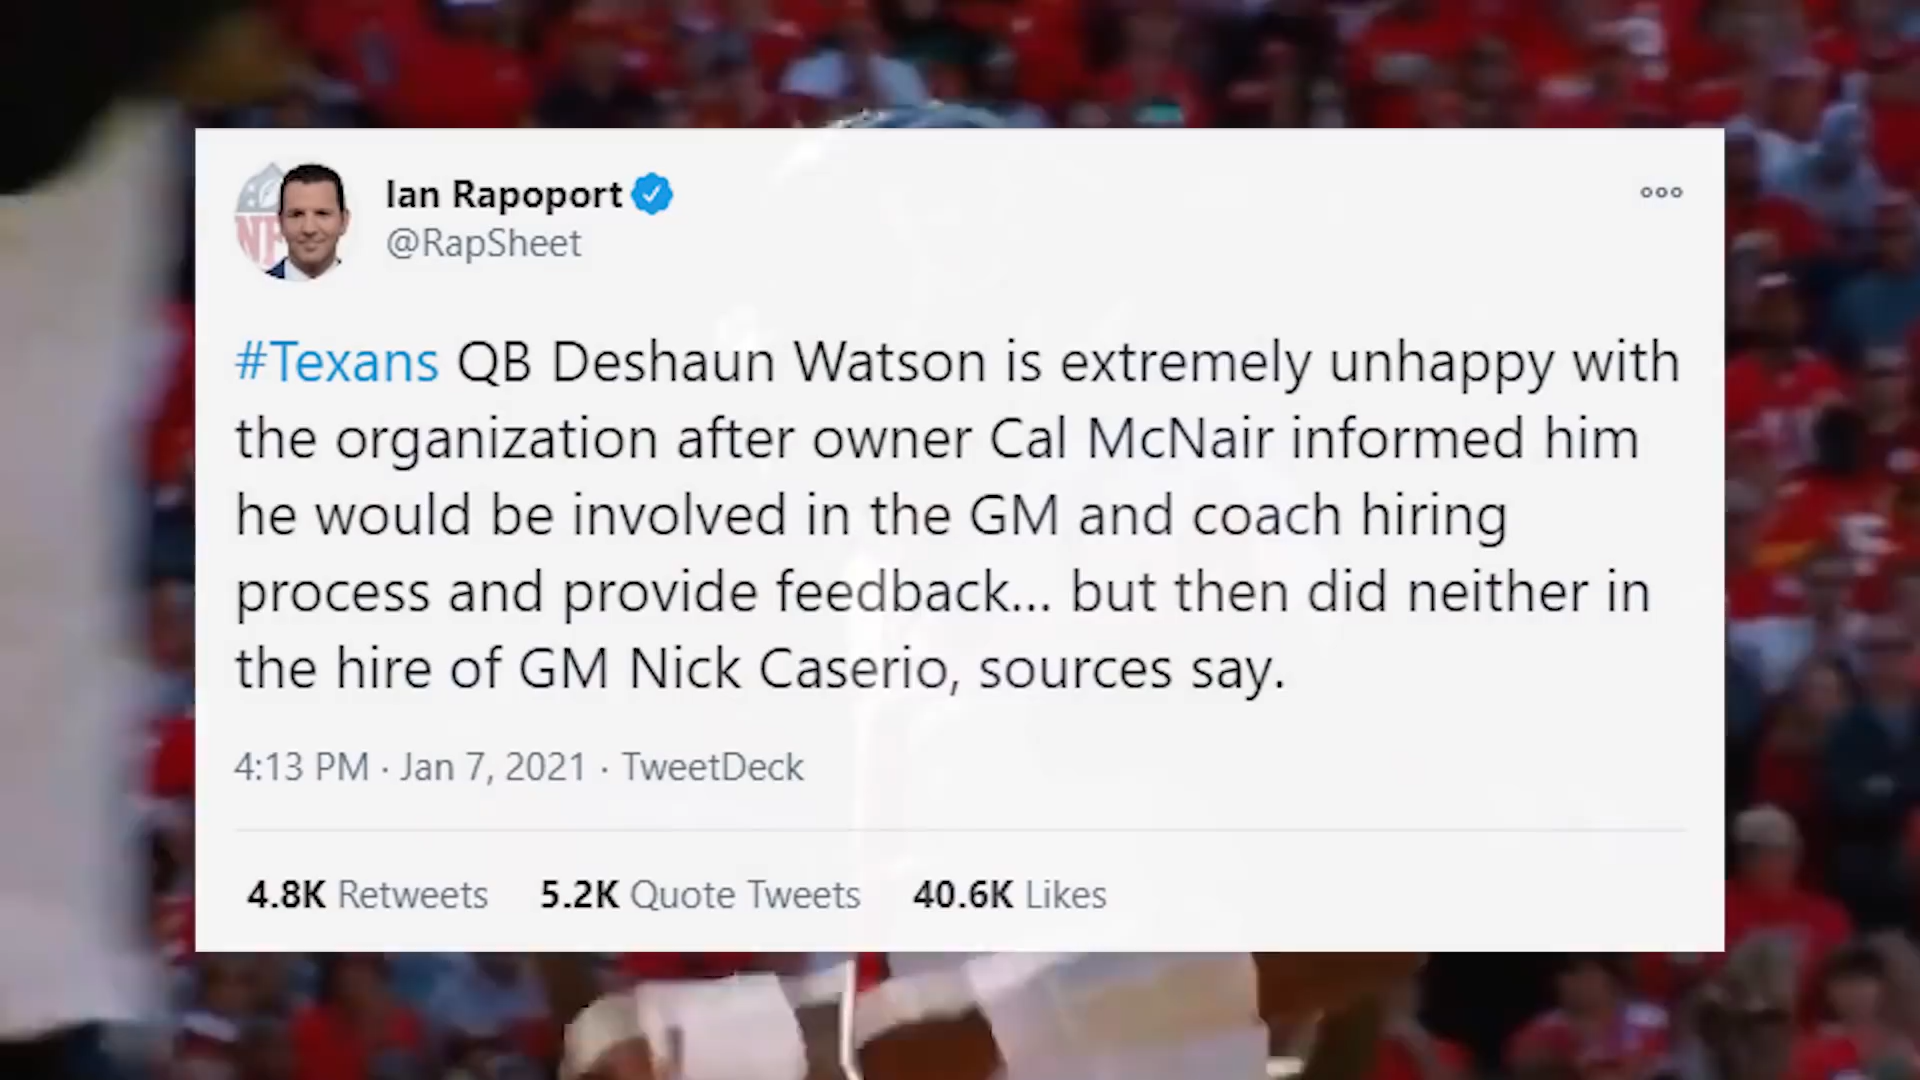 Ian Rapoport
@RapSheet
#Texans QB Deshaun Watson is extremely unhappy with
the organization after owner Cal McNair informed him
he would be involved in the GM and coach hiring
process and provide feedback... but then did neither in
the hire of GM Nick Caserio, sources say.
4:13 PM · Jan 7, 2021 · TweetDeck
4.8K Retweets 5.2K Quote Tweets 40.6K Likes